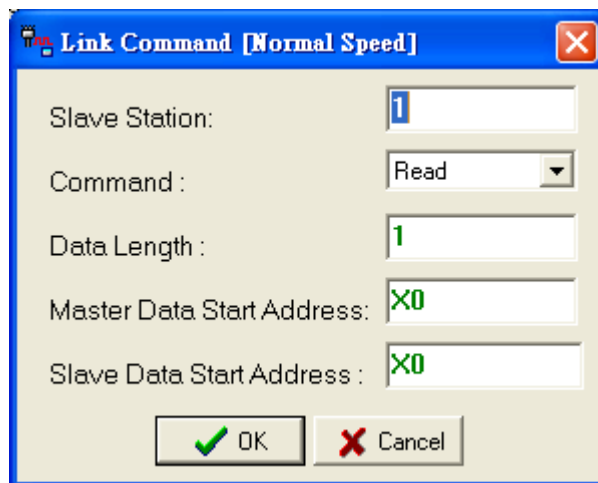 Link Command [Normal Speed]
Slave Station: 1
Command : Read
Data Length : 1
Master Data Start Address: X0
Slave Data Start Address : X0
OK Cancel